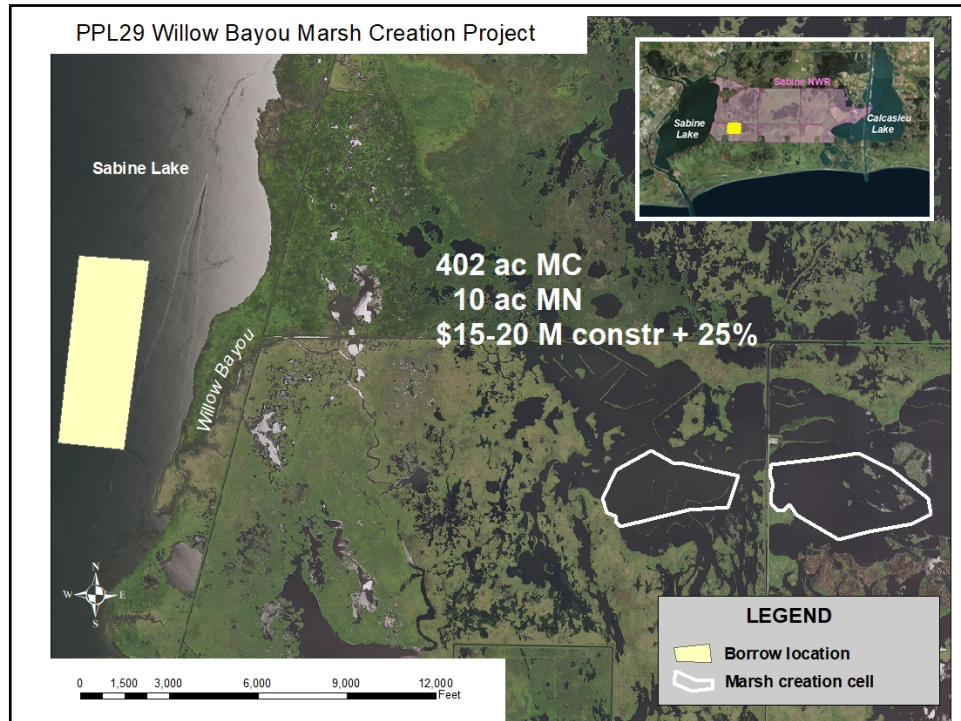 PPL29 Willow Bayou Marsh Creation Project
Sabine NWR
Sabine
Lake
Calcasieu
Lake
Sabine Lake
402 ac MC
10 ac MN
$15-20 M constr + 25%
Willow Bayou
N
W E
S
LEGEND
Borrow location
Marsh creation cell
0 1,500 3,000 6,000 9,000 12,000
Feet